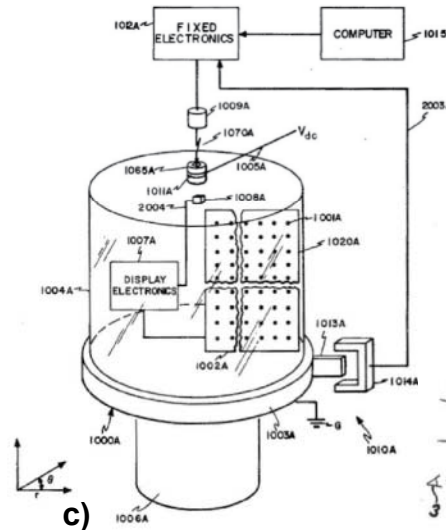 1012A
FIXED
ELECTRONICS
COMPUTER
1015
1009A
2003
1070A
Vdc
1065A
1005A
1011A
2004
1008A
1001A
1007A
1020A
DISPLAY
ELECTRONICS
1004A
1013A
1002A
1014A
1000A
1003A
G
1010A
θ
r
1006A
c)